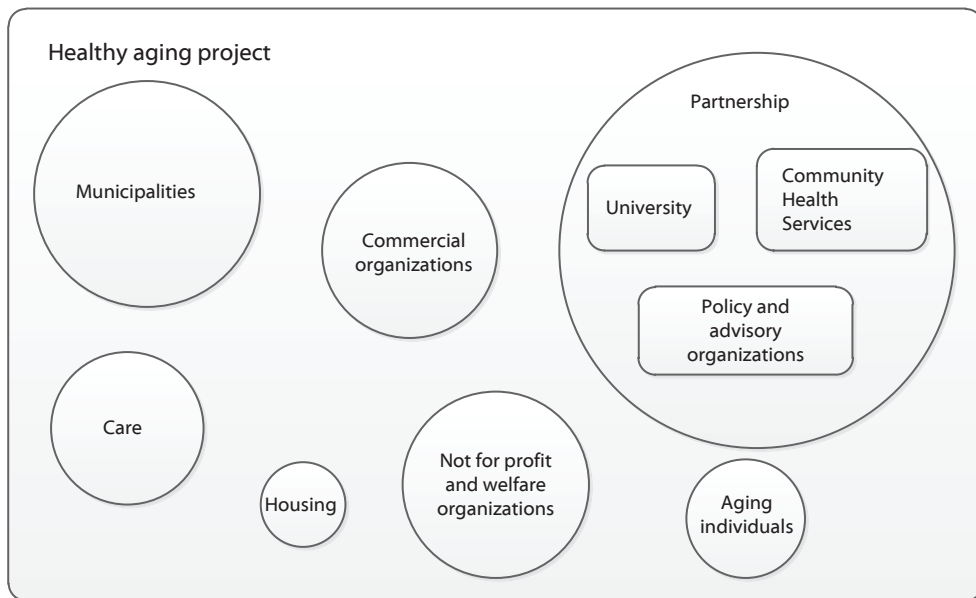 Healthy aging project
Partnership
Municipalities
University
Community
Health
Services
Commercial
organizations
Policy and
advisory
organizations
Care
Housing
Not for profit
and welfare
organizations
Aging
individuals